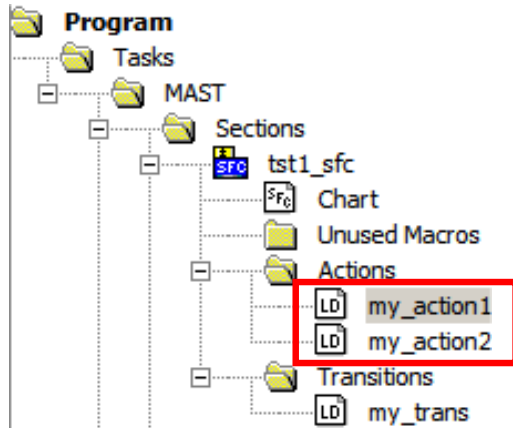 Program
Tasks
MAST
Sections
SFC tst1_sfc
SFC Chart
Unused Macros
Actions
LD my_action1
LD my_action2
Transitions
LD my_trans